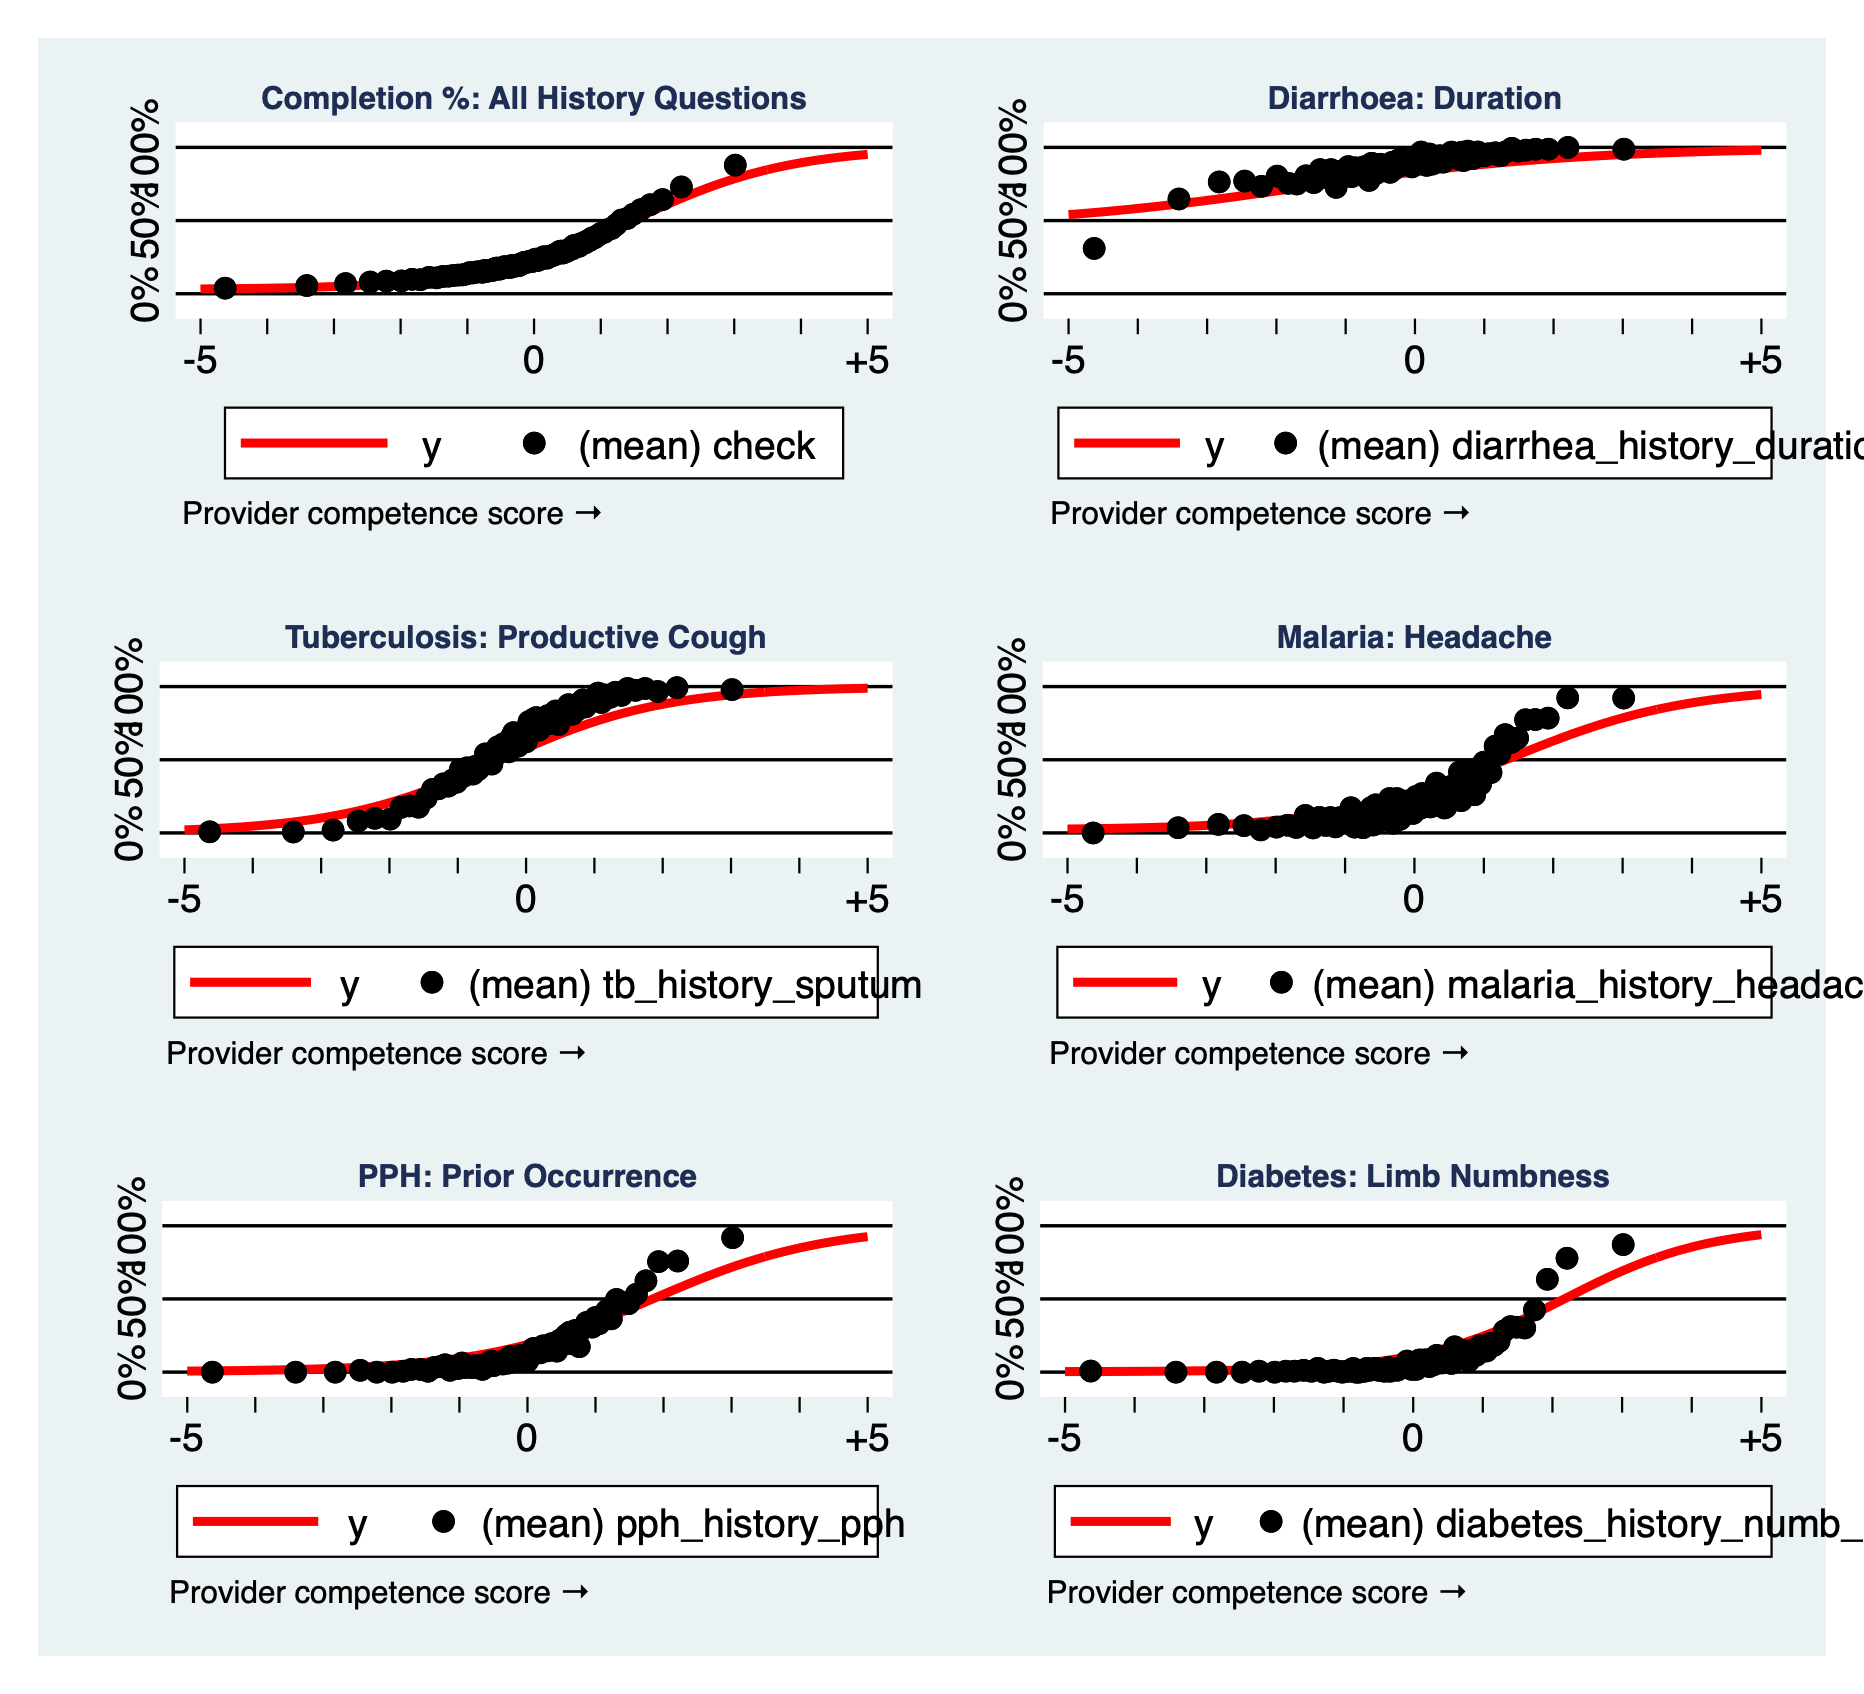 Completion %: All History Questions
0% 50% 100%
-5 0 +5
y (mean) check
Provider competence score →
Diarrhoea: Duration
0% 50% 100%
-5 0 +5
y (mean) diarrhea_history_duratio
Provider competence score →
Tuberculosis: Productive Cough
0% 50% 100%
-5 0 +5
y (mean) tb_history_sputum
Provider competence score →
Malaria: Headache
0% 50% 100%
-5 0 +5
y (mean) malaria_history_headac
Provider competence score →
PPH: Prior Occurrence
0% 50% 100%
-5 0 +5
y (mean) pph_history_pph
Provider competence score →
Diabetes: Limb Numbness
0% 50% 100%
-5 0 +5
y (mean) diabetes_history_numb_
Provider competence score →